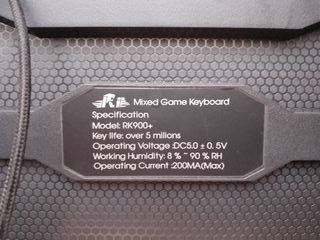 Mixed Game Keyboard
Specification
Model: RK900+
Key life: over 5 milions
Operating Voltage :DC5.0 ± 0. 5V
Working Humidity: 8 % ~ 90 % RH
Operating Current :200MA(Max)